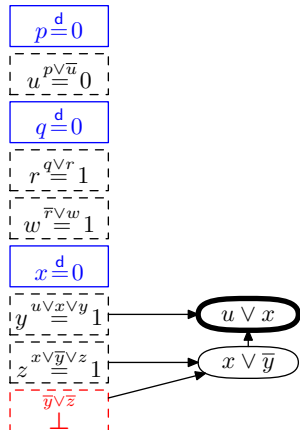 p d= 0
u p∨u̅= 0
q d= 0
r q∨r= 1
w r̅∨w= 1
x d= 0
y u∨x∨y= 1 u ∨ x
z x∨y̅∨z= 1 x ∨ y̅
y̅∨z̅
⊥